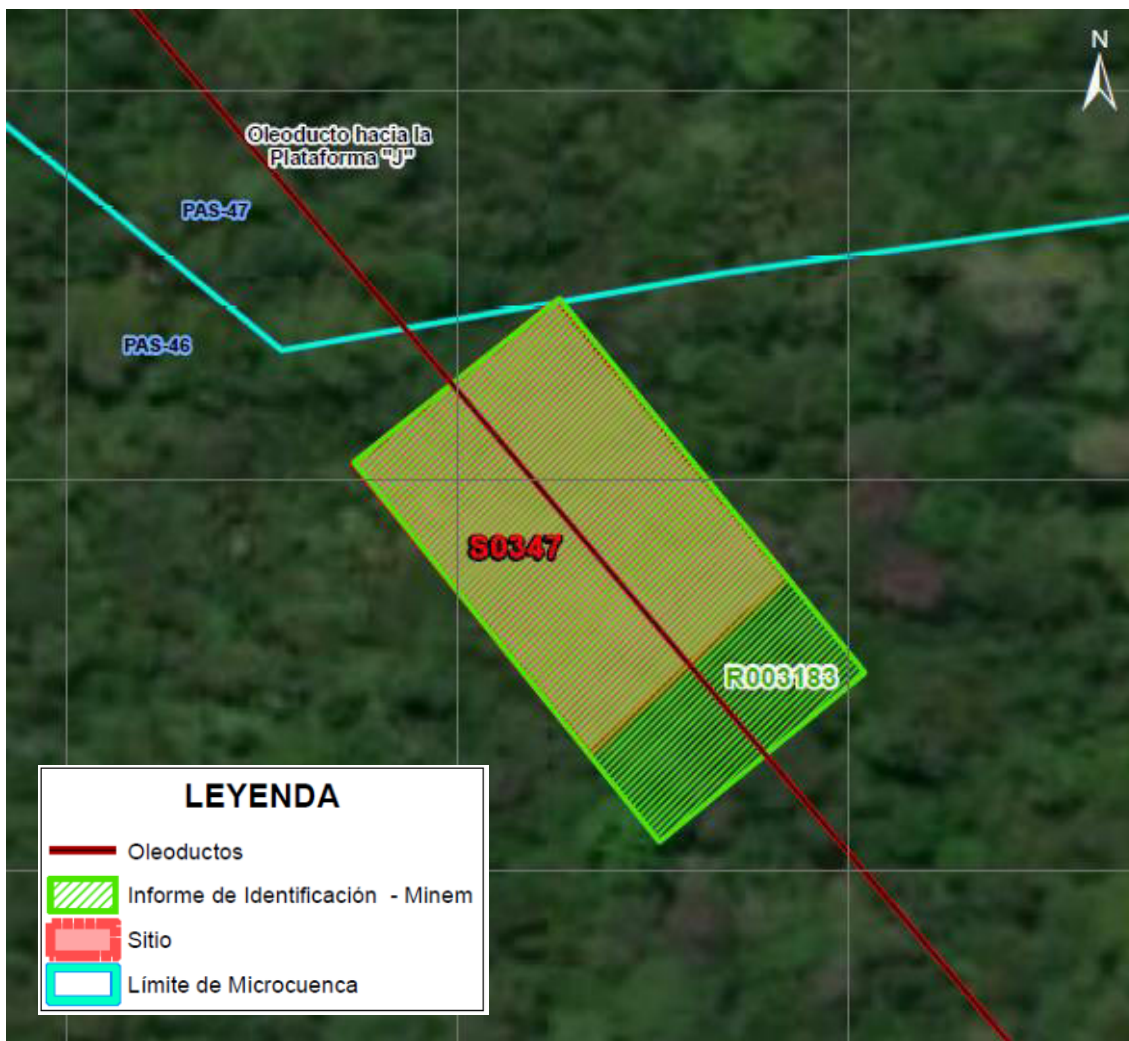 N
Oleoducto hacia la
Plataforma "J"
PAS-47
PAS-46
S0347
R003183
LEYENDA
Oleoductos
Informe de Identificación - Minem
Sitio
Límite de Microcuenca